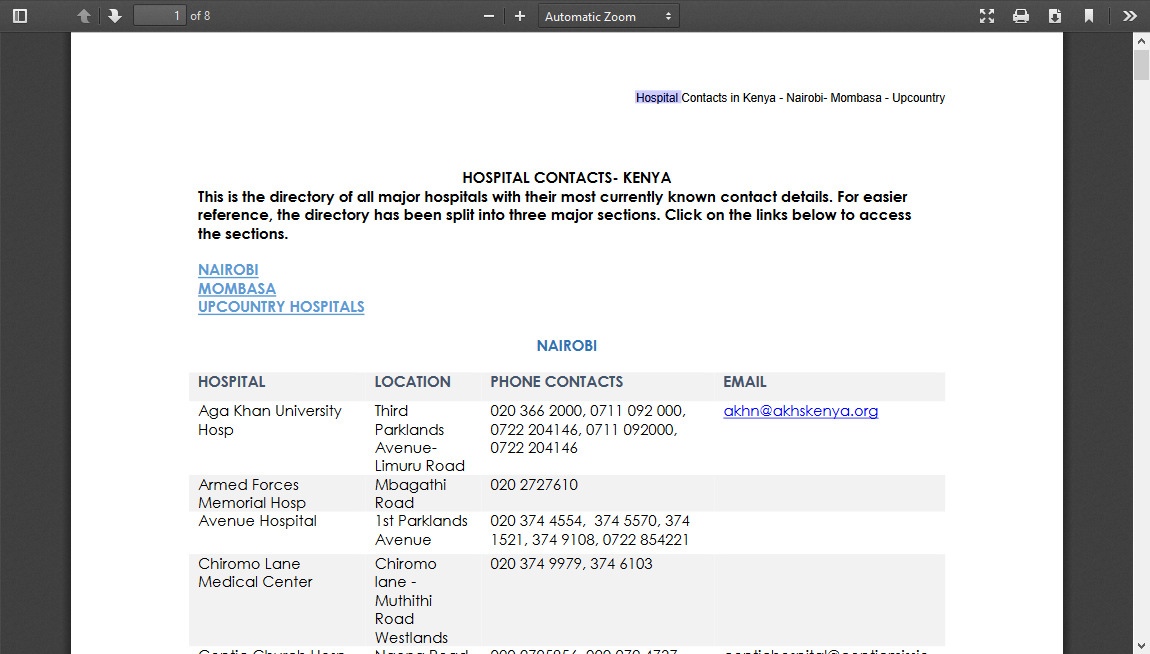 1 of 8 Automatic Zoom
Hospital Contacts in Kenya - Nairobi- Mombasa - Upcountry
HOSPITAL CONTACTS- KENYA
This is the directory of all major hospitals with their most currently known contact details. For easier
reference, the directory has been split into three major sections. Click on the links below to access
the sections.
NAIROBI
MOMBASA
UPCOUNTRY HOSPITALS
NAIROBI
HOSPITAL LOCATION PHONE CONTACTS EMAIL
Aga Khan University Third 020 366 2000, 0711 092 000, akhn@akhskenya.org
Hosp Parklands 0722 204146, 0711 092000,
Avenue- 0722 204146
Limuru Road
Armed Forces Mbagathi 020 2727610
Memorial Hosp Road
Avenue Hospital 1st Parklands 020 374 4554, 374 5570, 374
Avenue 1521, 374 9108, 0722 854221
Chiromo Lane Chiromo 020 374 9979, 374 6103
Medical Center lane -
Muthithi
Road
Westlands